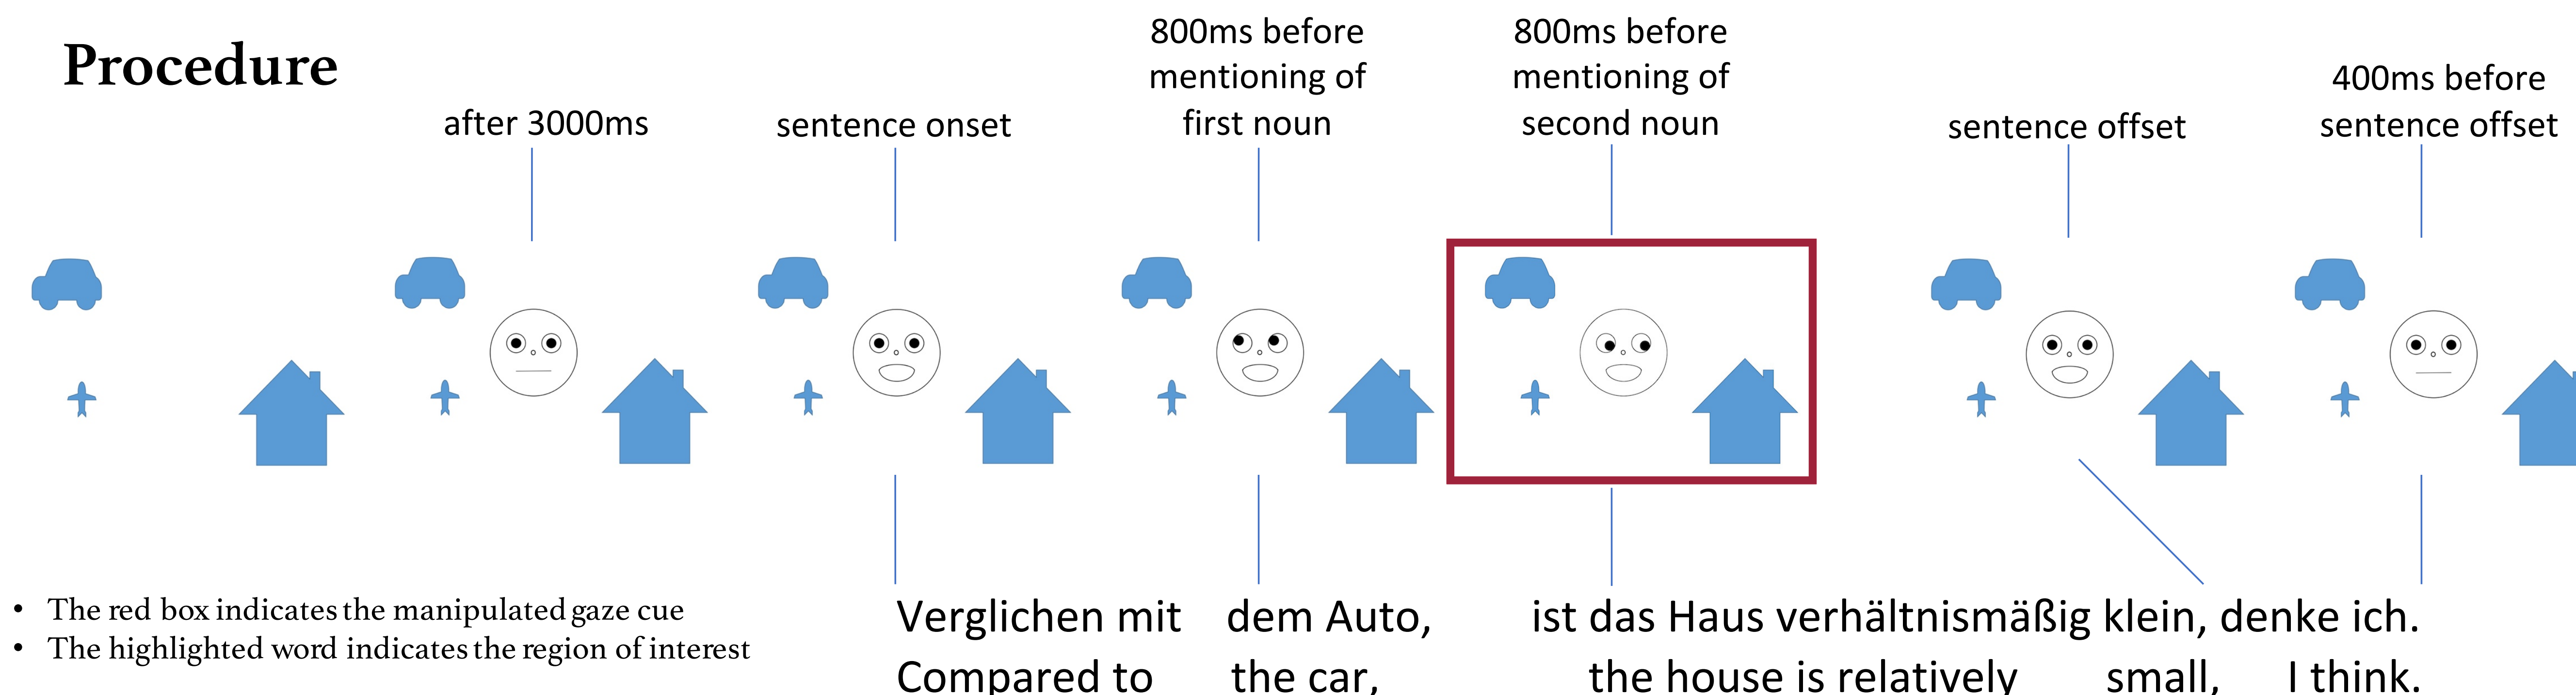 Procedure
after 3000ms
sentence onset
800ms before
mentioning of
first noun
800ms before
mentioning of
second noun
sentence offset
400ms before
sentence offset
• The red box indicates the manipulated gaze cue
• The highlighted word indicates the region of interest
Verglichen mit dem Auto, ist das Haus verhältnismäßig klein, denke ich.
Compared to the car, the house is relatively small, I think.